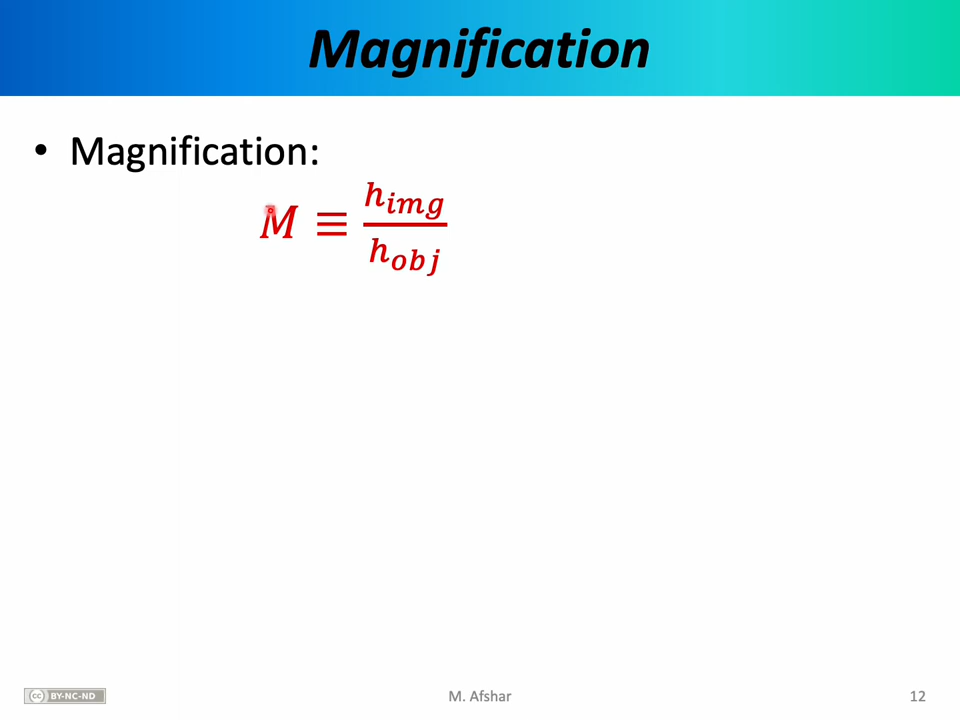 Magnification
• Magnification:
M ≡ h_img / h_obj
cc BY-NC-ND
M. Afshar
12